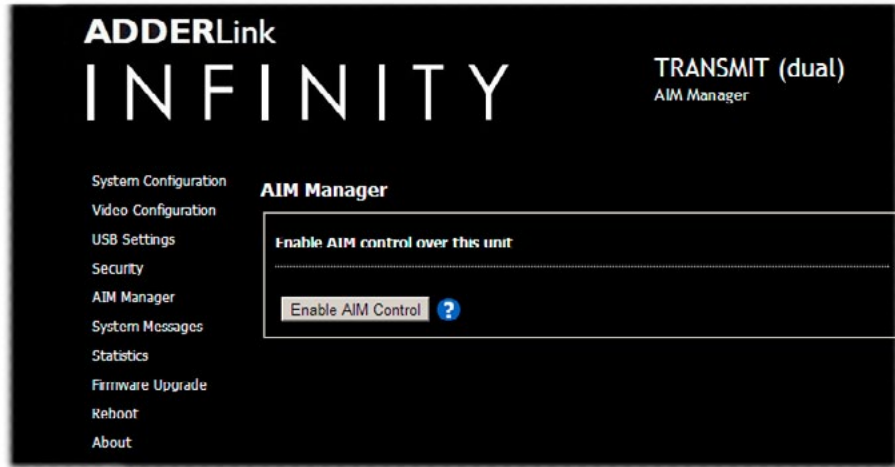 ADDERLink
INFINITY
TRANSMIT (dual)
AIM Manager
System Configuration
Video Configuration
USB Settings
Security
AIM Manager
System Messages
Statistics
Firmware Upgrade
Reboot
About
AIM Manager
Enable AIM control over this unit
Enable AIM Control ?